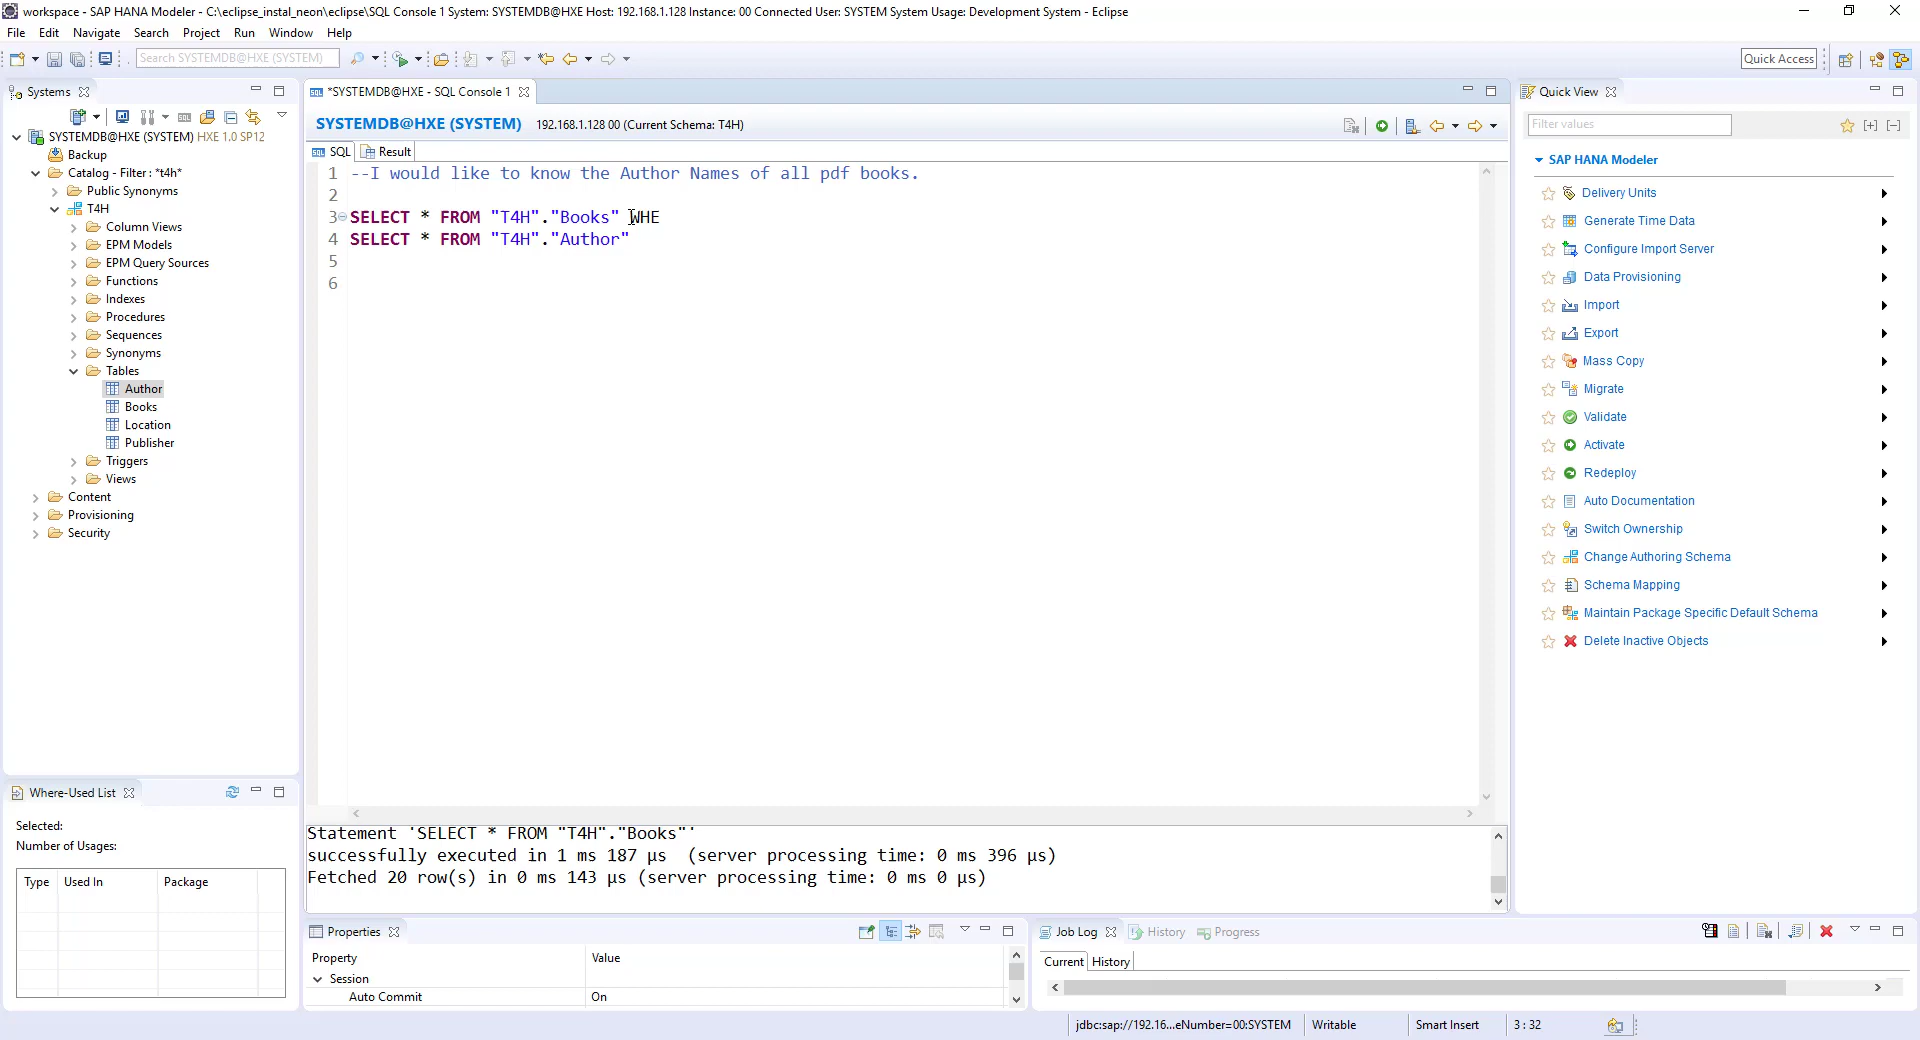 workspace - SAP HANA Modeler - C:\eclipse_instal_neon\eclipse\SQL Console 1 System: SYSTEMDB@HXE Host: 192.168.1.128 Instance: 00 Connected User: SYSTEM System Usage: Development System - Eclipse
File Edit Navigate Search Project Run Window Help
Search SYSTEMDB@HXE (SYSTEM)
Quick Access
Systems
SYSTEMDB@HXE (SYSTEM) HXE 1.0 SP12
Backup
Catalog - Filter : *t4h*
Public Synonyms
T4H
Column Views
EPM Models
EPM Query Sources
Functions
Indexes
Procedures
Sequences
Synonyms
Tables
Author
Books
Location
Publisher
Triggers
Views
Content
Provisioning
Security
*SYSTEMDB@HXE - SQL Console 1
SYSTEMDB@HXE (SYSTEM) 192.168.1.128 00 (Current Schema: T4H)
SQL Result
1 --I would like to know the Author Names of all pdf books.
2
3 SELECT * FROM "T4H"."Books" WHE
4 SELECT * FROM "T4H"."Author"
5
6
Statement 'SELECT * FROM "T4H"."Books"'
successfully executed in 1 ms 187 µs (server processing time: 0 ms 396 µs)
Fetched 20 row(s) in 0 ms 143 µs (server processing time: 0 ms 0 µs)
Quick View
Filter values
SAP HANA Modeler
Delivery Units
Generate Time Data
Configure Import Server
Data Provisioning
Import
Export
Mass Copy
Migrate
Validate
Activate
Redeploy
Auto Documentation
Switch Ownership
Change Authoring Schema
Schema Mapping
Maintain Package Specific Default Schema
Delete Inactive Objects
Where-Used List
Selected:
Number of Usages:
Type Used In Package
Properties
Property Value
Session
Auto Commit On
Job Log History Progress
Current History
jdbc:sap://192.16...eNumber=00:SYSTEM Writable Smart Insert 3 : 32